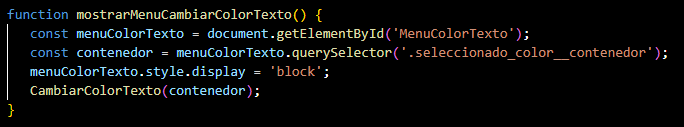 function mostrarMenuCambiarColorTexto() {
const menuColorTexto = document.getElementById('MenuColorTexto');
const contenedor = menuColorTexto.querySelector('.seleccionado_color__contenedor');
menuColorTexto.style.display = 'block';
CambiarColorTexto(contenedor);
}